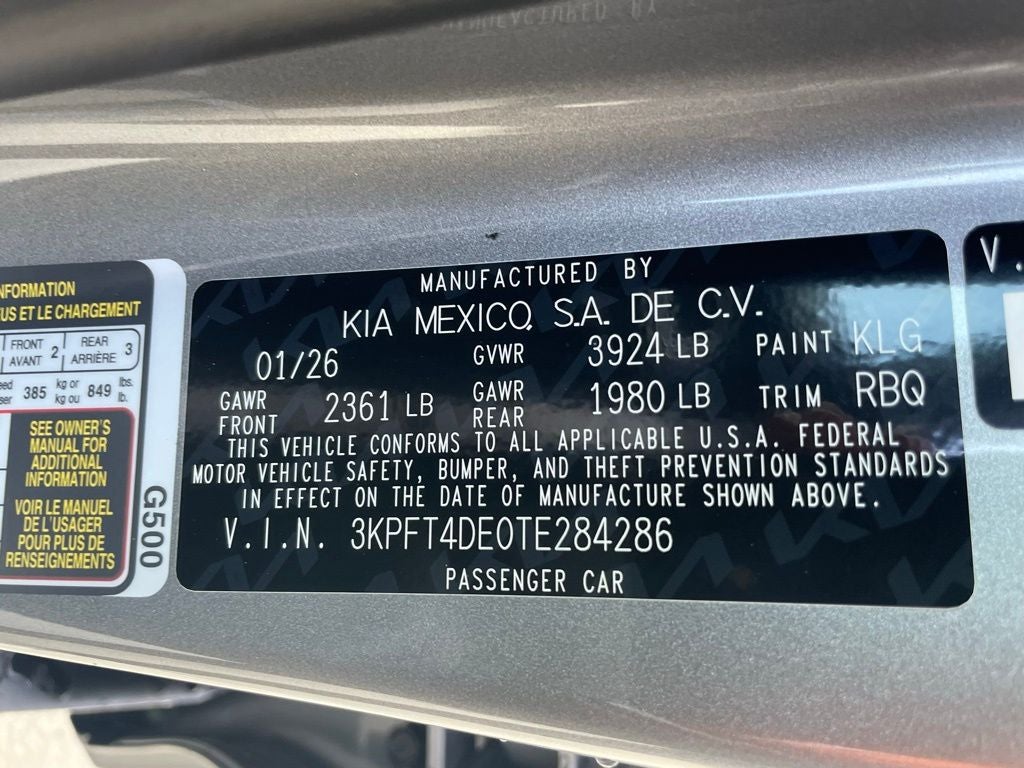 NFORMATION
US ET LE CHARGEMENT
FRONT AVANT 2 REAR ARRIÈRE 3
385 kg or kg ou 849 lbs. lb.
SEE OWNER'S
MANUAL FOR
ADDITIONAL
INFORMATION
VOIR LE MANUEL
DE L'USAGER
POUR PLUS DE
RENSEIGNEMENTS
G500
MANUFACTURED BY
KIA MEXICO, S.A. DE C.V.
01/26 GVWR 3924 LB PAINT KLG
GAWR FRONT 2361 LB GAWR REAR 1980 LB TRIM RBQ
THIS VEHICLE CONFORMS TO ALL APPLICABLE U.S.A. FEDERAL
MOTOR VEHICLE SAFETY, BUMPER, AND THEFT PREVENTION STANDARDS
IN EFFECT ON THE DATE OF MANUFACTURE SHOWN ABOVE.
V.I.N. 3KPFT4DE0TE284286
PASSENGER CAR
V.